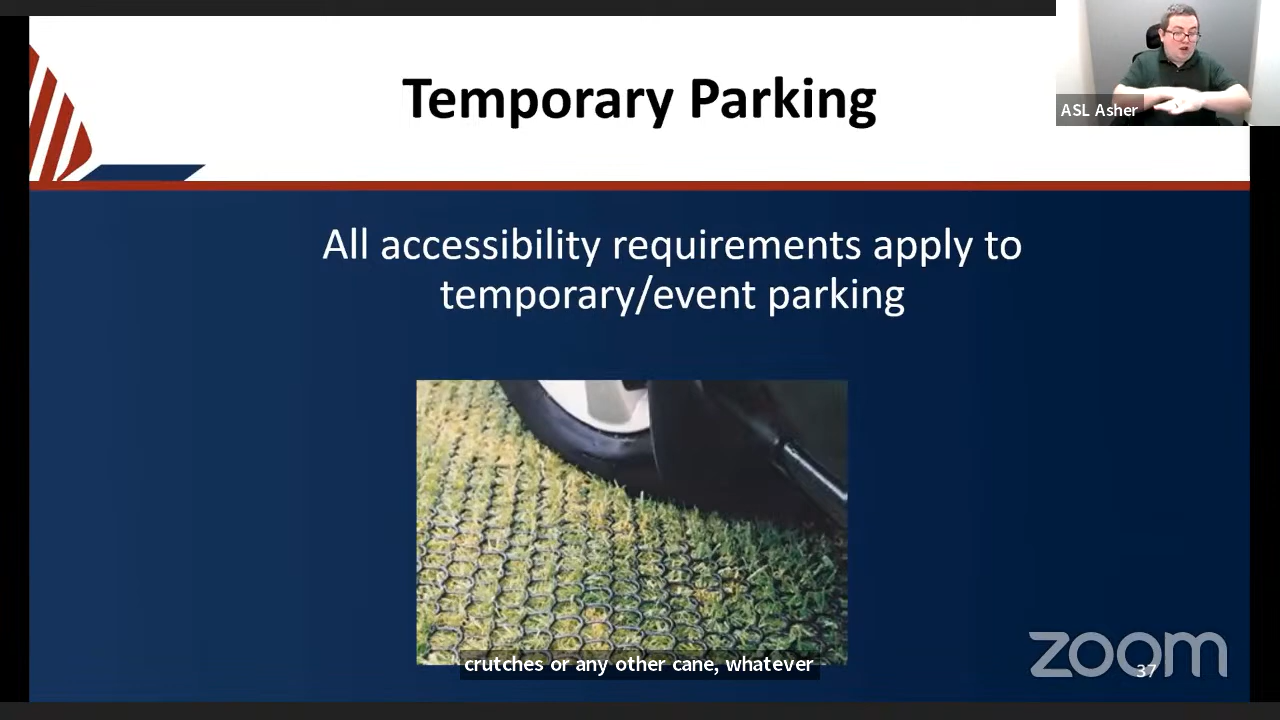 Temporary Parking
ASL Asher
All accessibility requirements apply to
temporary/event parking
crutches or any other cane, whatever
zoom
37